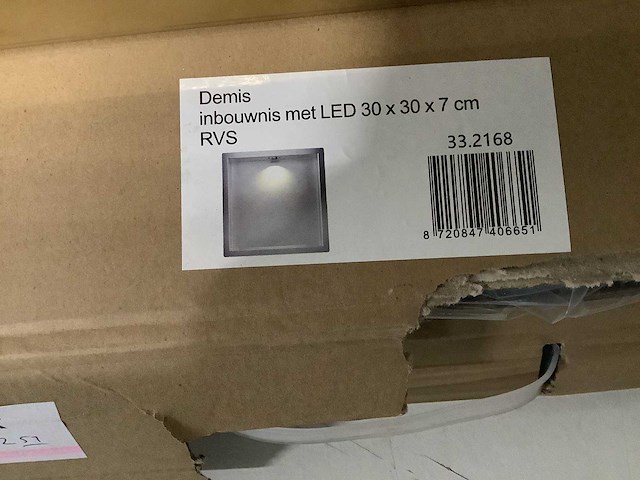 Demis
inbouwnis met LED 30 x 30 x 7 cm
RVS
33.2168
8 720847 406651